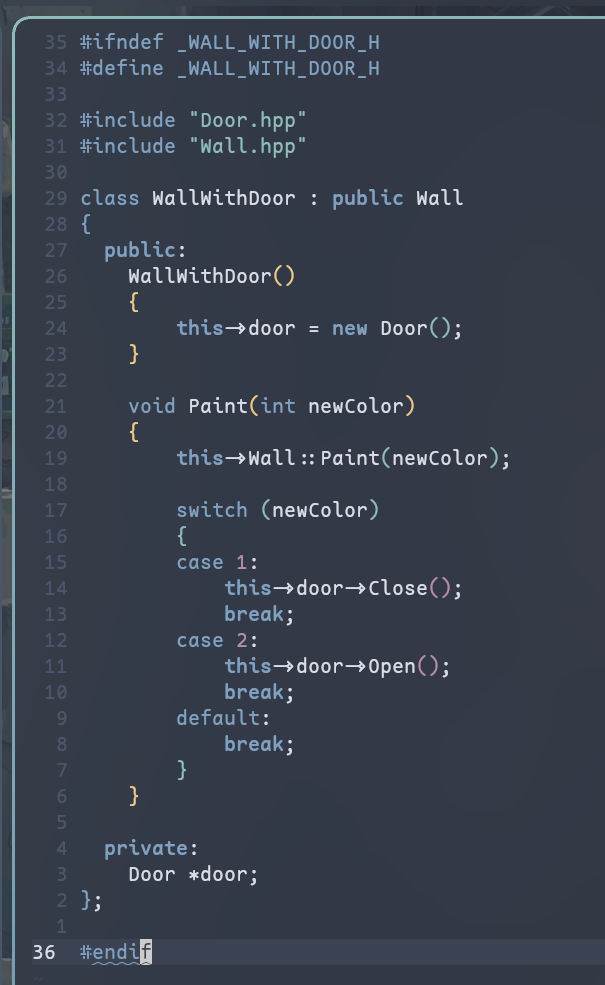 35 #ifndef _WALL_WITH_DOOR_H
34 #define _WALL_WITH_DOOR_H
33
32 #include "Door.hpp"
31 #include "Wall.hpp"
30
29 class WallWithDoor : public Wall
28 {
27   public:
26     WallWithDoor()
25     {
24         this->door = new Door();
23     }
22
21     void Paint(int newColor)
20     {
19         this->Wall::Paint(newColor);
18
17         switch (newColor)
16         {
15         case 1:
14             this->door->Close();
13             break;
12         case 2:
11             this->door->Open();
10             break;
9         default:
8             break;
7         }
6     }
5
4   private:
3     Door *door;
2 };
1
36 #endif